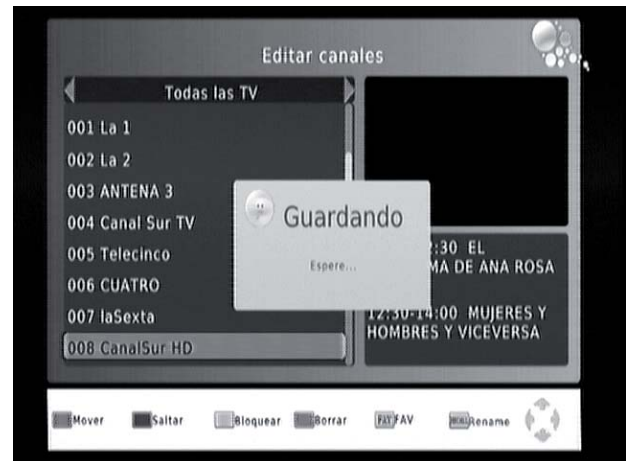 Editar canales
Todas las TV
001 La 1
002 La 2
003 ANTENA 3
004 Canal Sur TV
005 Telecinco
006 CUATRO
007 laSexta
008 CanalSur HD
Guardando
Espere...
:30 EL
MA DE ANA ROSA
12:30-14:00 MUJERES Y
HOMBRES Y VICEVERSA
Mover Saltar Bloquear Borrar FAV FAV Rename